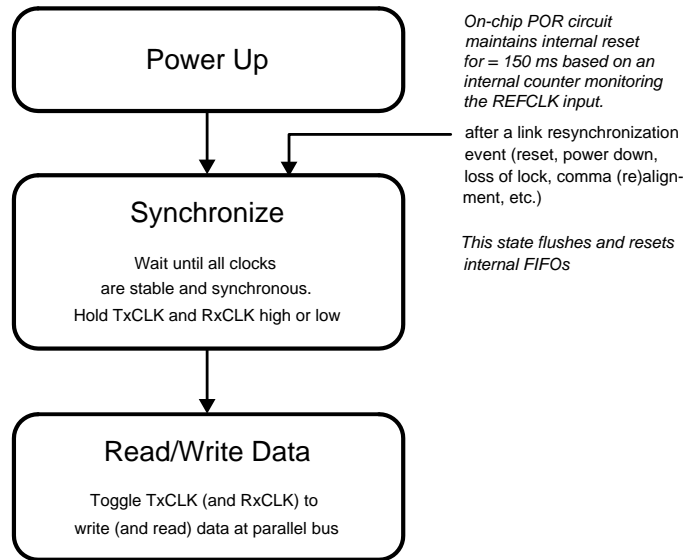 Power Up
On-chip POR circuit
maintains internal reset
for = 150 ms based on an
internal counter monitoring
the REFCLK input.
after a link resynchronization
event (reset, power down,
loss of lock, comma (re)align-
ment, etc.)
This state flushes and resets
internal FIFOs
Synchronize
Wait until all clocks
are stable and synchronous.
Hold TxCLK and RxCLK high or low
Read/Write Data
Toggle TxCLK (and RxCLK) to
write (and read) data at parallel bus